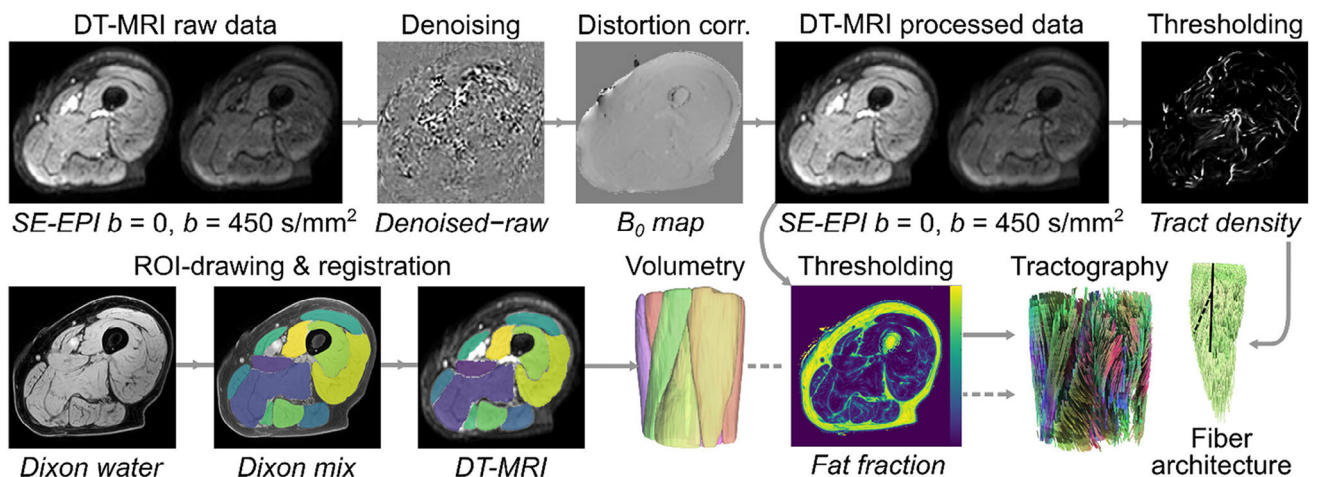 DT-MRI raw data
Denoising
Distortion corr.
DT-MRI processed data
Thresholding
SE-EPI b = 0, b = 450 s/mm²
Denoised−raw
B₀ map
SE-EPI b = 0, b = 450 s/mm²
Tract density
ROI-drawing & registration
Volumetry
Thresholding
Tractography
Dixon water
Dixon mix
DT-MRI
Fat fraction
Fiber
architecture